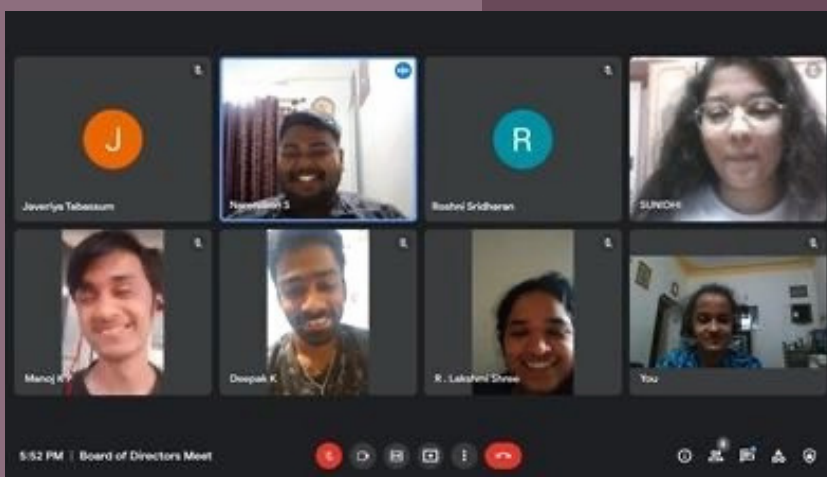 J
R
Javeriya Tabassum
S
Roshni Sridharan
SUNIDHI
Manoj K
Deepak K
R . Lakshmi Shree
You
5:52 PM | Board of Directors Meet